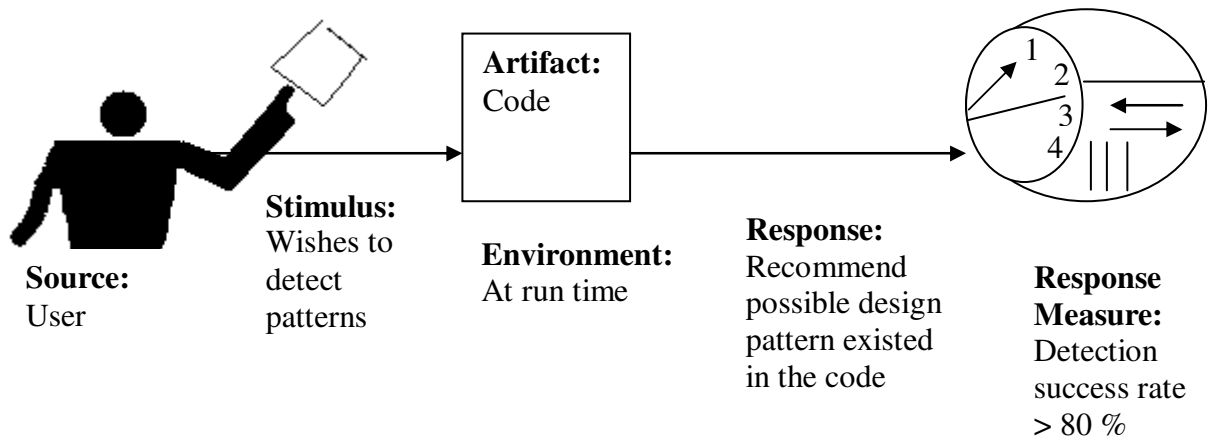 Source:
User
Stimulus:
Wishes to
detect
patterns
Artifact:
Code
Environment:
At run time
Response:
Recommend
possible design
pattern existed
in the code
1
2
3
4
Response
Measure:
Detection
success rate
> 80 %